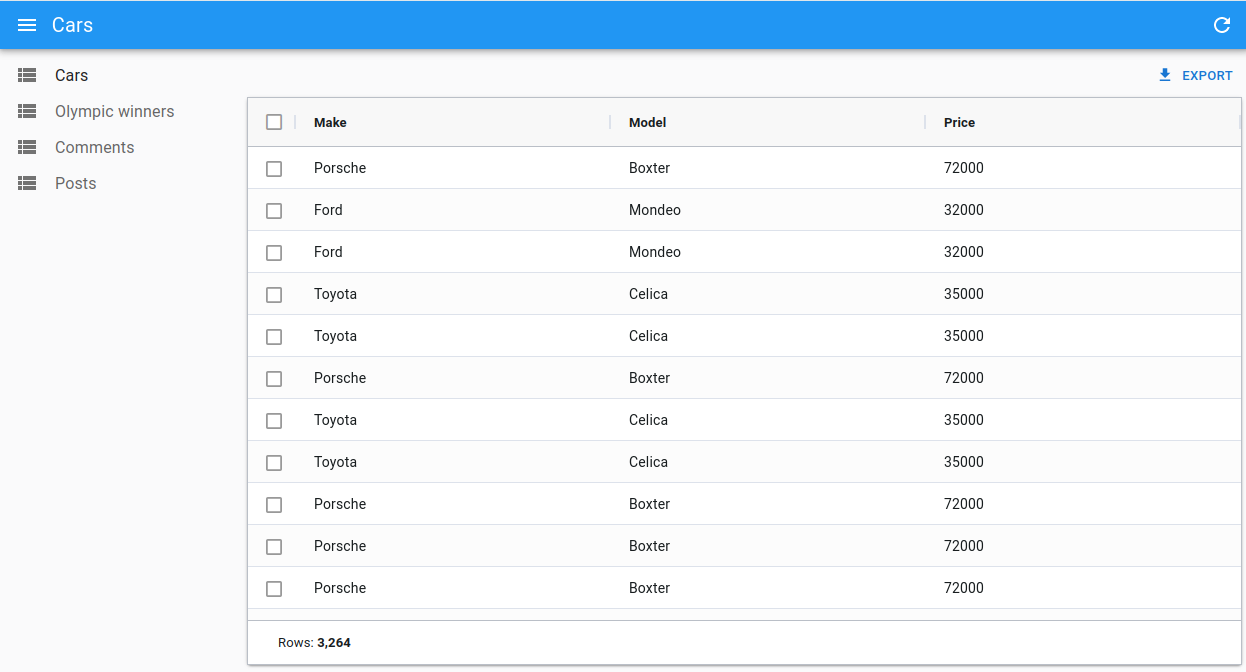 Cars
Cars
Olympic winners
Comments
Posts
EXPORT
Make Model Price
Porsche Boxter 72000
Ford Mondeo 32000
Ford Mondeo 32000
Toyota Celica 35000
Toyota Celica 35000
Porsche Boxter 72000
Toyota Celica 35000
Toyota Celica 35000
Porsche Boxter 72000
Porsche Boxter 72000
Porsche Boxter 72000
Rows: 3,264